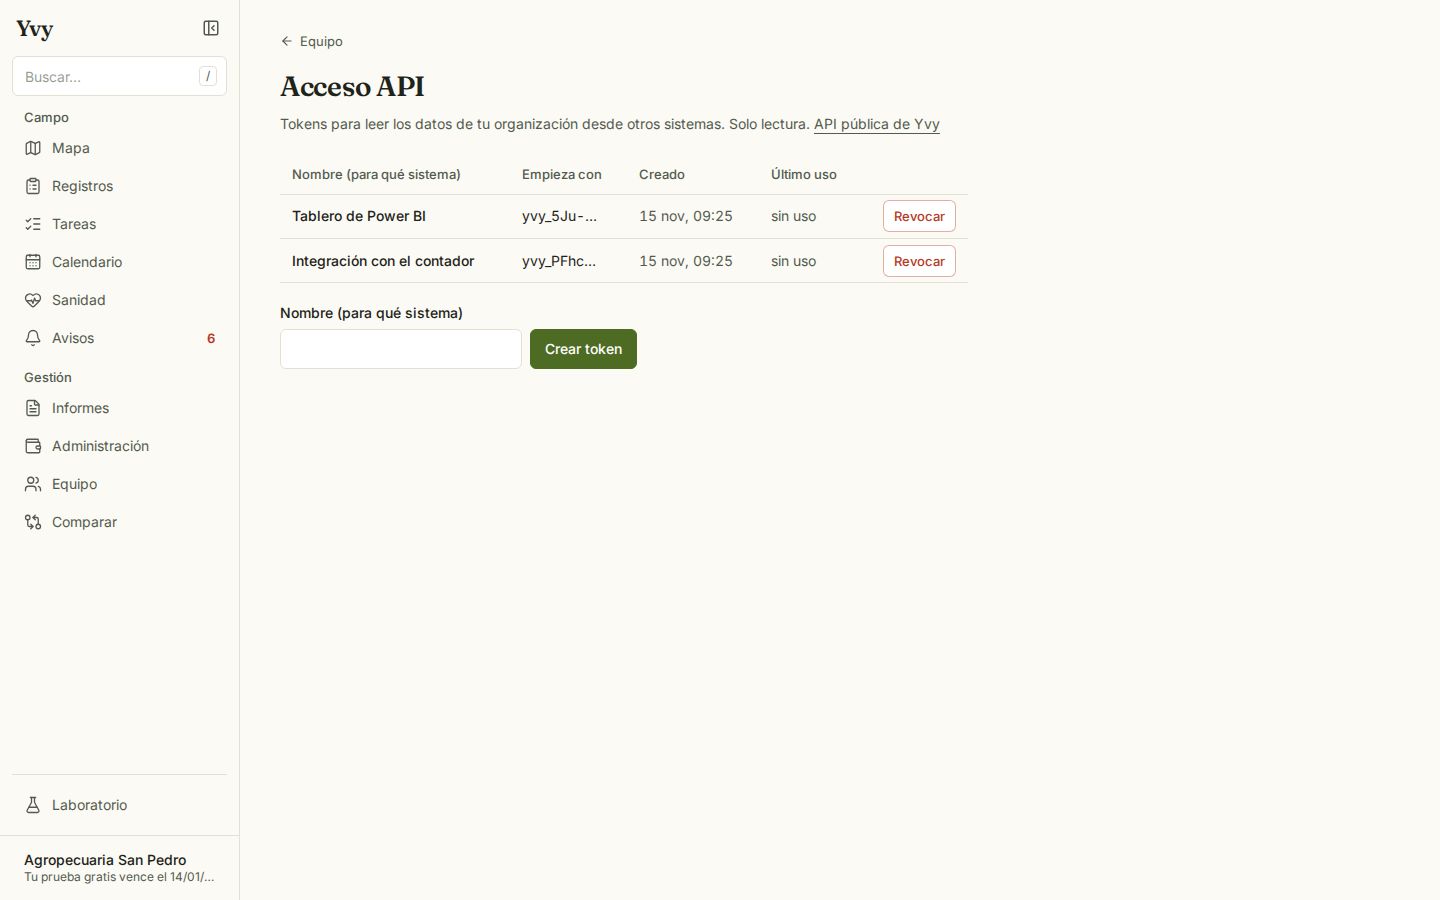 Yvy
Buscar...
/
Campo
Mapa
Registros
Tareas
Calendario
Sanidad
Avisos 6
Gestión
Informes
Administración
Equipo
Comparar
Laboratorio
Agropecuaria San Pedro
Tu prueba gratis vence el 14/01/...
Equipo
Acceso API
Tokens para leer los datos de tu organización desde otros sistemas. Solo lectura. API pública de Yvy
Nombre (para qué sistema) Empieza con Creado Último uso
Tablero de Power BI yvy_5Ju-... 15 nov, 09:25 sin uso Revocar
Integración con el contador yvy_PFhc... 15 nov, 09:25 sin uso Revocar
Nombre (para qué sistema)
Crear token